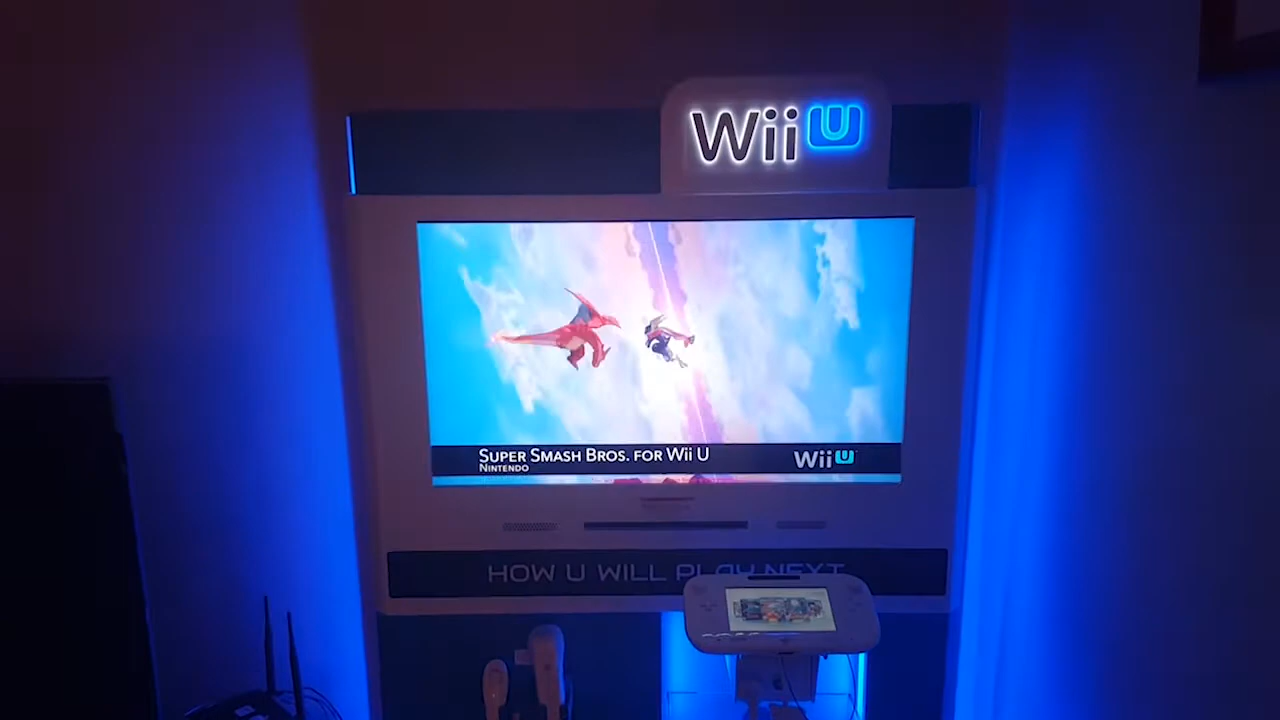 Wii U
SUPER SMASH BROS. FOR Wii U
NINTENDO
Wii U
HOW U WILL PLAY NEXT